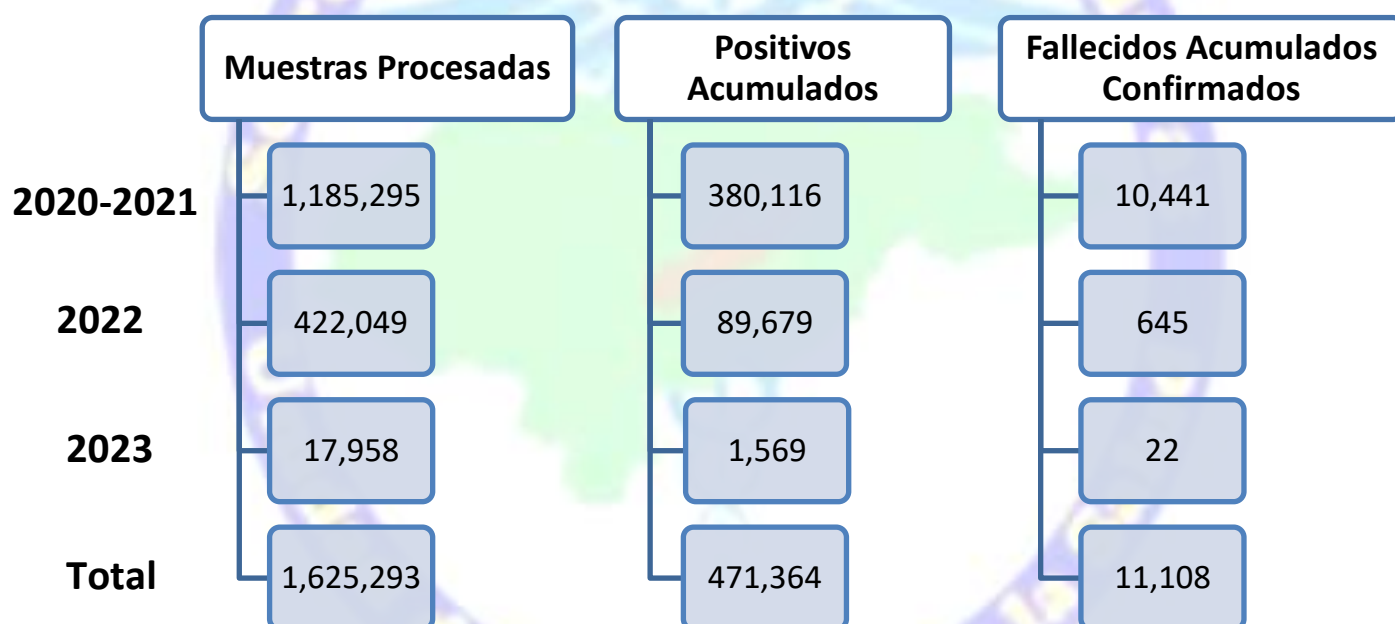 Muestras Procesadas
Positivos
Acumulados
Fallecidos Acumulados
Confirmados
2020-2021
1,185,295
380,116
10,441
2022
422,049
89,679
645
2023
17,958
1,569
22
Total
1,625,293
471,364
11,108